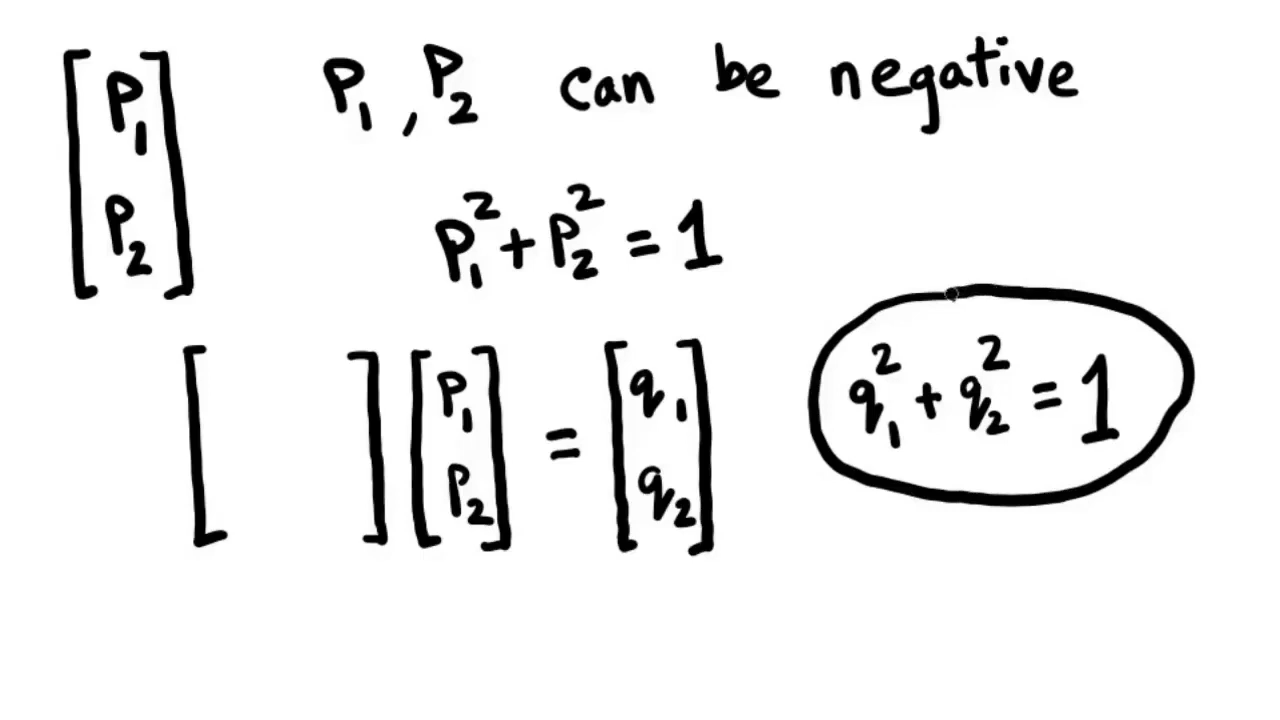 [P₁ P₂] P₁, P₂ can be negative
P₁² + P₂² = 1
[ ] [P₁ P₂] = [q₁ q₂] q₁² + q₂² = 1